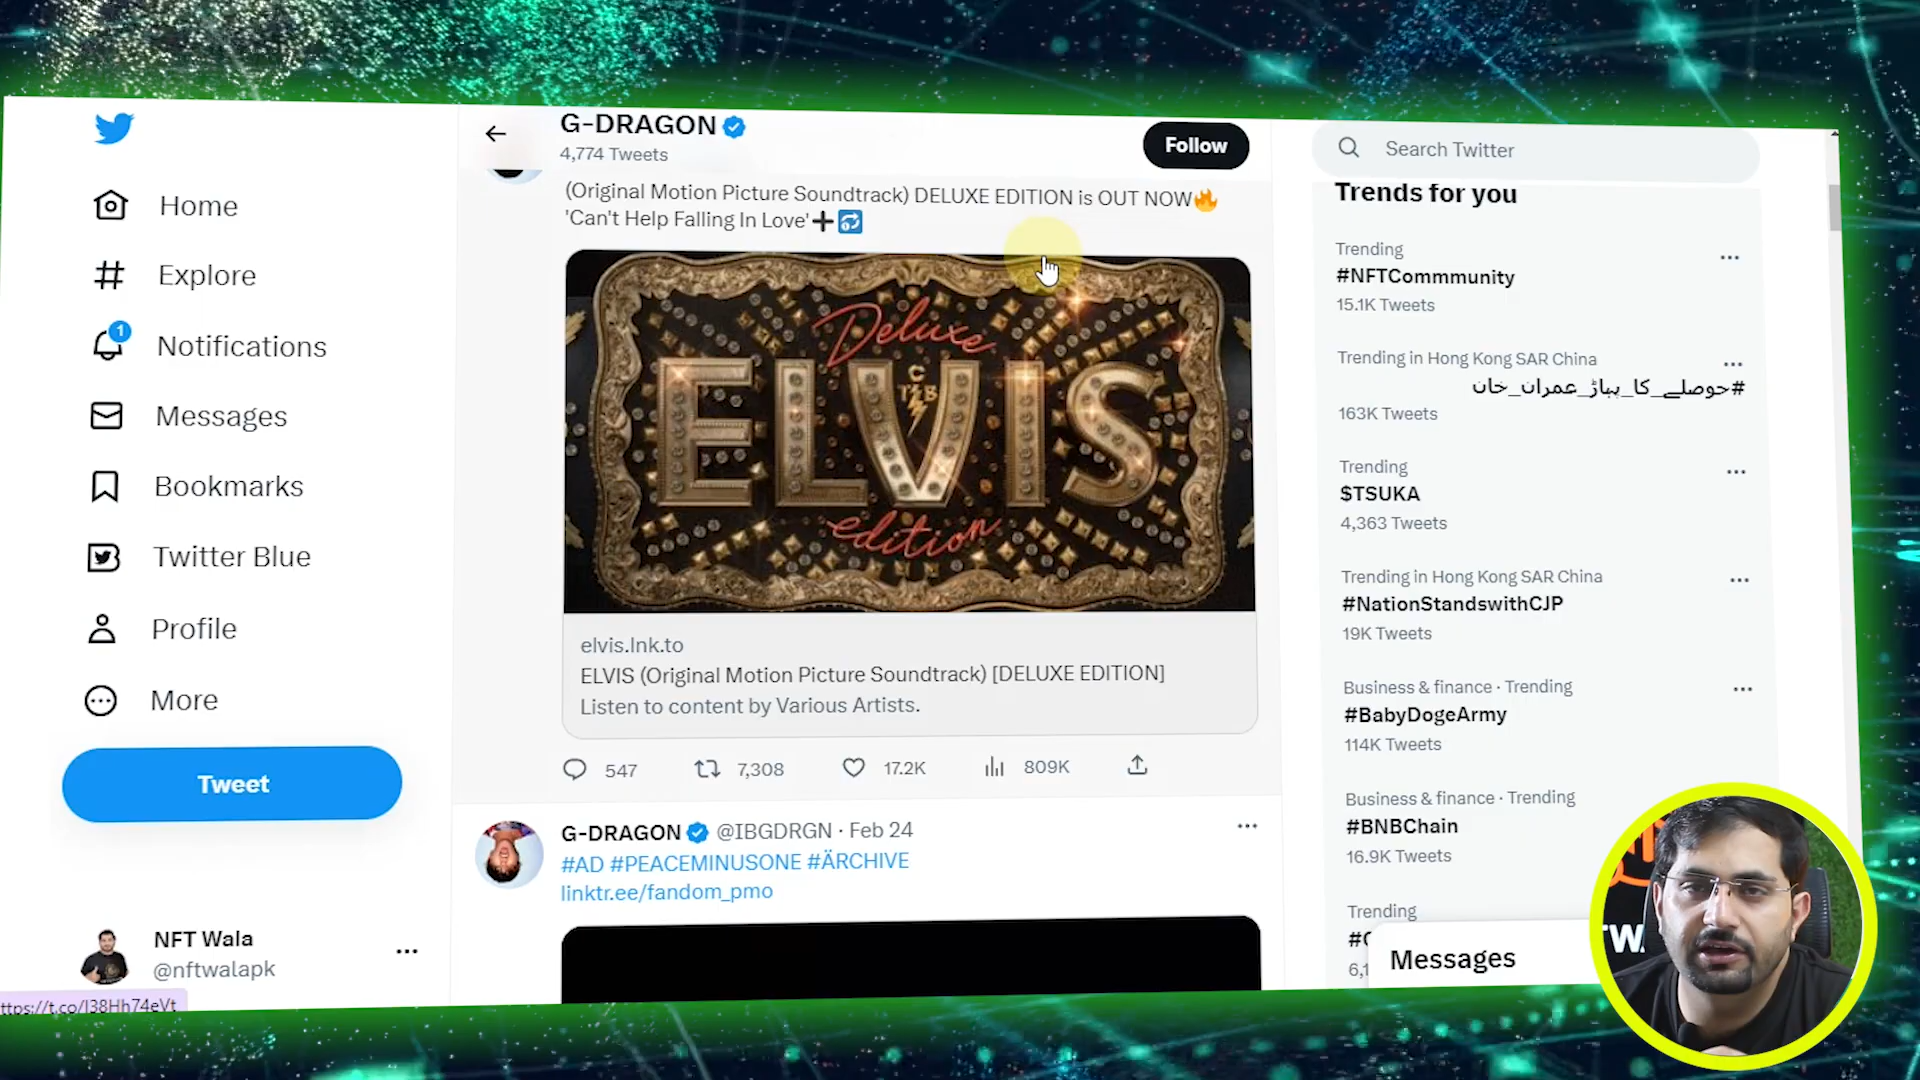 G-DRAGON
4,774 Tweets
Follow
Search Twitter
Home
Explore
1
Notifications
Messages
Bookmarks
Twitter Blue
Profile
More
Tweet
NFT Wala
@nftwalapk
ttps://t.co/I38Hh74eVt
(Original Motion Picture Soundtrack) DELUXE EDITION is OUT NOW🔥
'Can't Help Falling In Love'➕🔂
Deluxe
ELVIS
TCB
edition
elvis.lnk.to
ELVIS (Original Motion Picture Soundtrack) [DELUXE EDITION]
Listen to content by Various Artists.
547
7,308
17.2K
809K
G-DRAGON @IBGDRGN · Feb 24
#AD #PEACEMINUSONE #ÄRCHIVE
linktr.ee/fandom_pmo
Trends for you
Trending
#NFTCommmunity
15.1K Tweets
Trending in Hong Kong SAR China
#حوصلے_کا_پہاڑ_عمران_خان
163K Tweets
Trending
$TSUKA
4,363 Tweets
Trending in Hong Kong SAR China
#NationStandswithCJP
19K Tweets
Business & finance · Trending
#BabyDogeArmy
114K Tweets
Business & finance · Trending
#BNBChain
16.9K Tweets
Trending
Messages